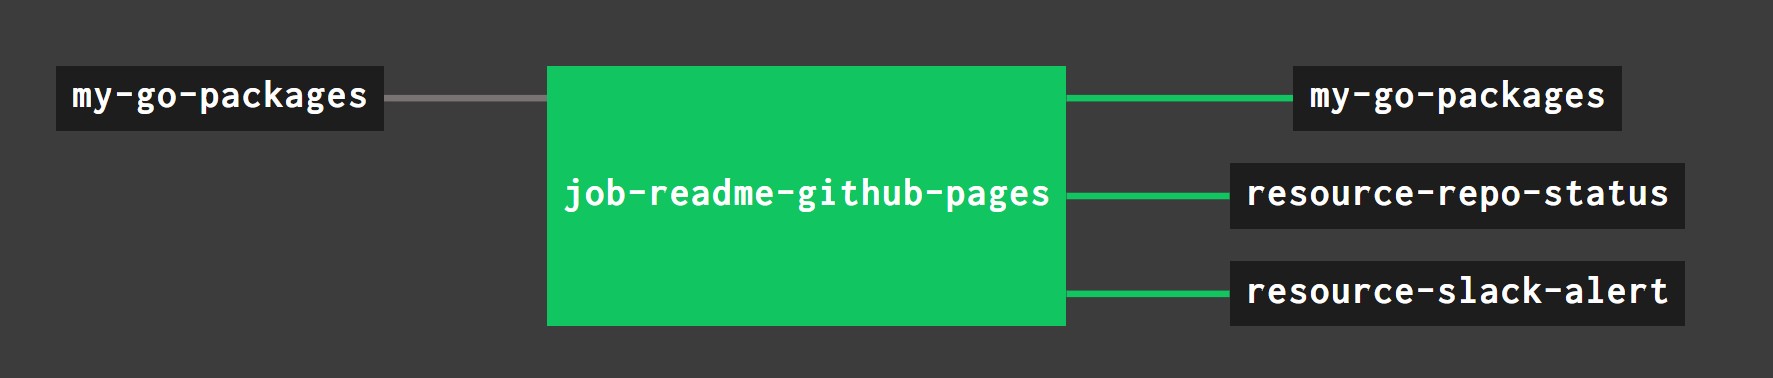 my-go-packages
job-readme-github-pages
my-go-packages
resource-repo-status
resource-slack-alert